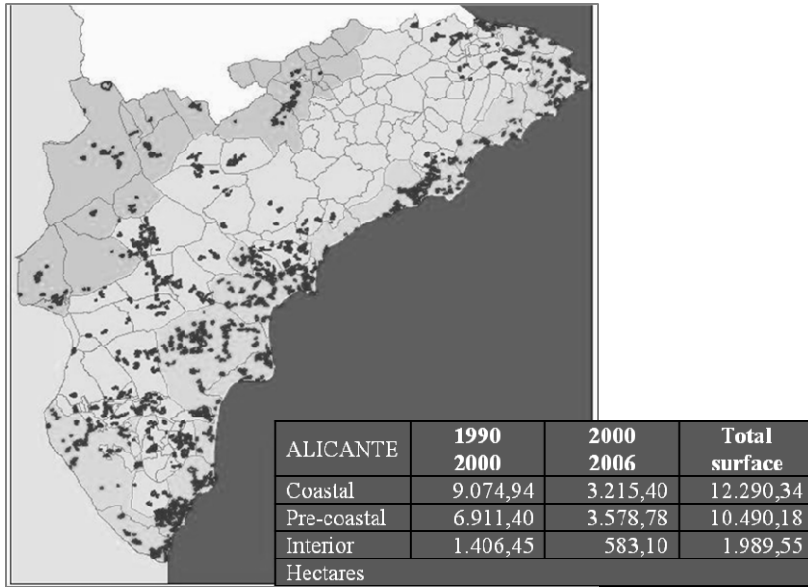 ALICANTE 1990 2000 2000 2006 Total surface
Coastal 9.074,94 3.215,40 12.290,34
Pre-coastal 6.911,40 3.578,78 10.490,18
Interior 1.406,45 583,10 1.989,55
Hectares